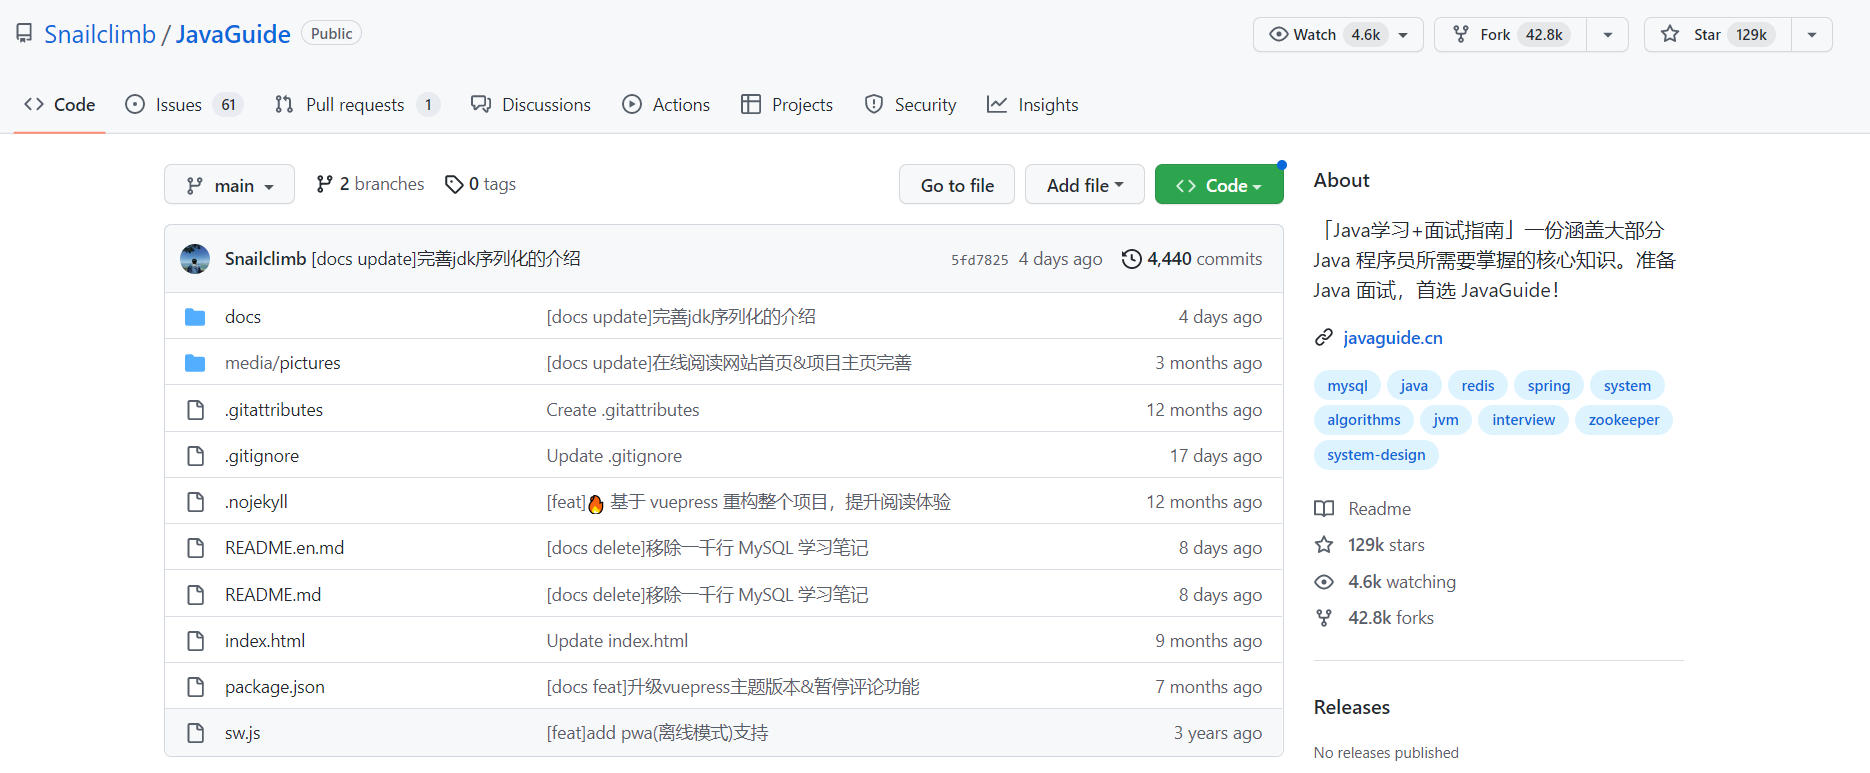 Snailclimb / JavaGuide Public
Watch 4.6k
Fork 42.8k
Star 129k
Code
Issues 61
Pull requests 1
Discussions
Actions
Projects
Security
Insights
main
2 branches
0 tags
Go to file
Add file
Code
Snailclimb [docs update]完善jdk序列化的介绍 5fd7825 4 days ago 4,440 commits
docs [docs update]完善jdk序列化的介绍 4 days ago
media/pictures [docs update]在线阅读网站首页&项目主页完善 3 months ago
.gitattributes Create .gitattributes 12 months ago
.gitignore Update .gitignore 17 days ago
.nojekyll [feat]🔥 基于 vuepress 重构整个项目，提升阅读体验 12 months ago
README.en.md [docs delete]移除一千行 MySQL 学习笔记 8 days ago
README.md [docs delete]移除一千行 MySQL 学习笔记 8 days ago
index.html Update index.html 9 months ago
package.json [docs feat]升级vuepress主题版本&暂停评论功能 7 months ago
sw.js [feat]add pwa(离线模式)支持 3 years ago
About
「Java学习+面试指南」一份涵盖大部分
Java 程序员所需要掌握的核心知识。准备
Java 面试，首选 JavaGuide！
javaguide.cn
mysql java redis spring system
algorithms jvm interview zookeeper
system-design
Readme
129k stars
4.6k watching
42.8k forks
Releases
No releases published